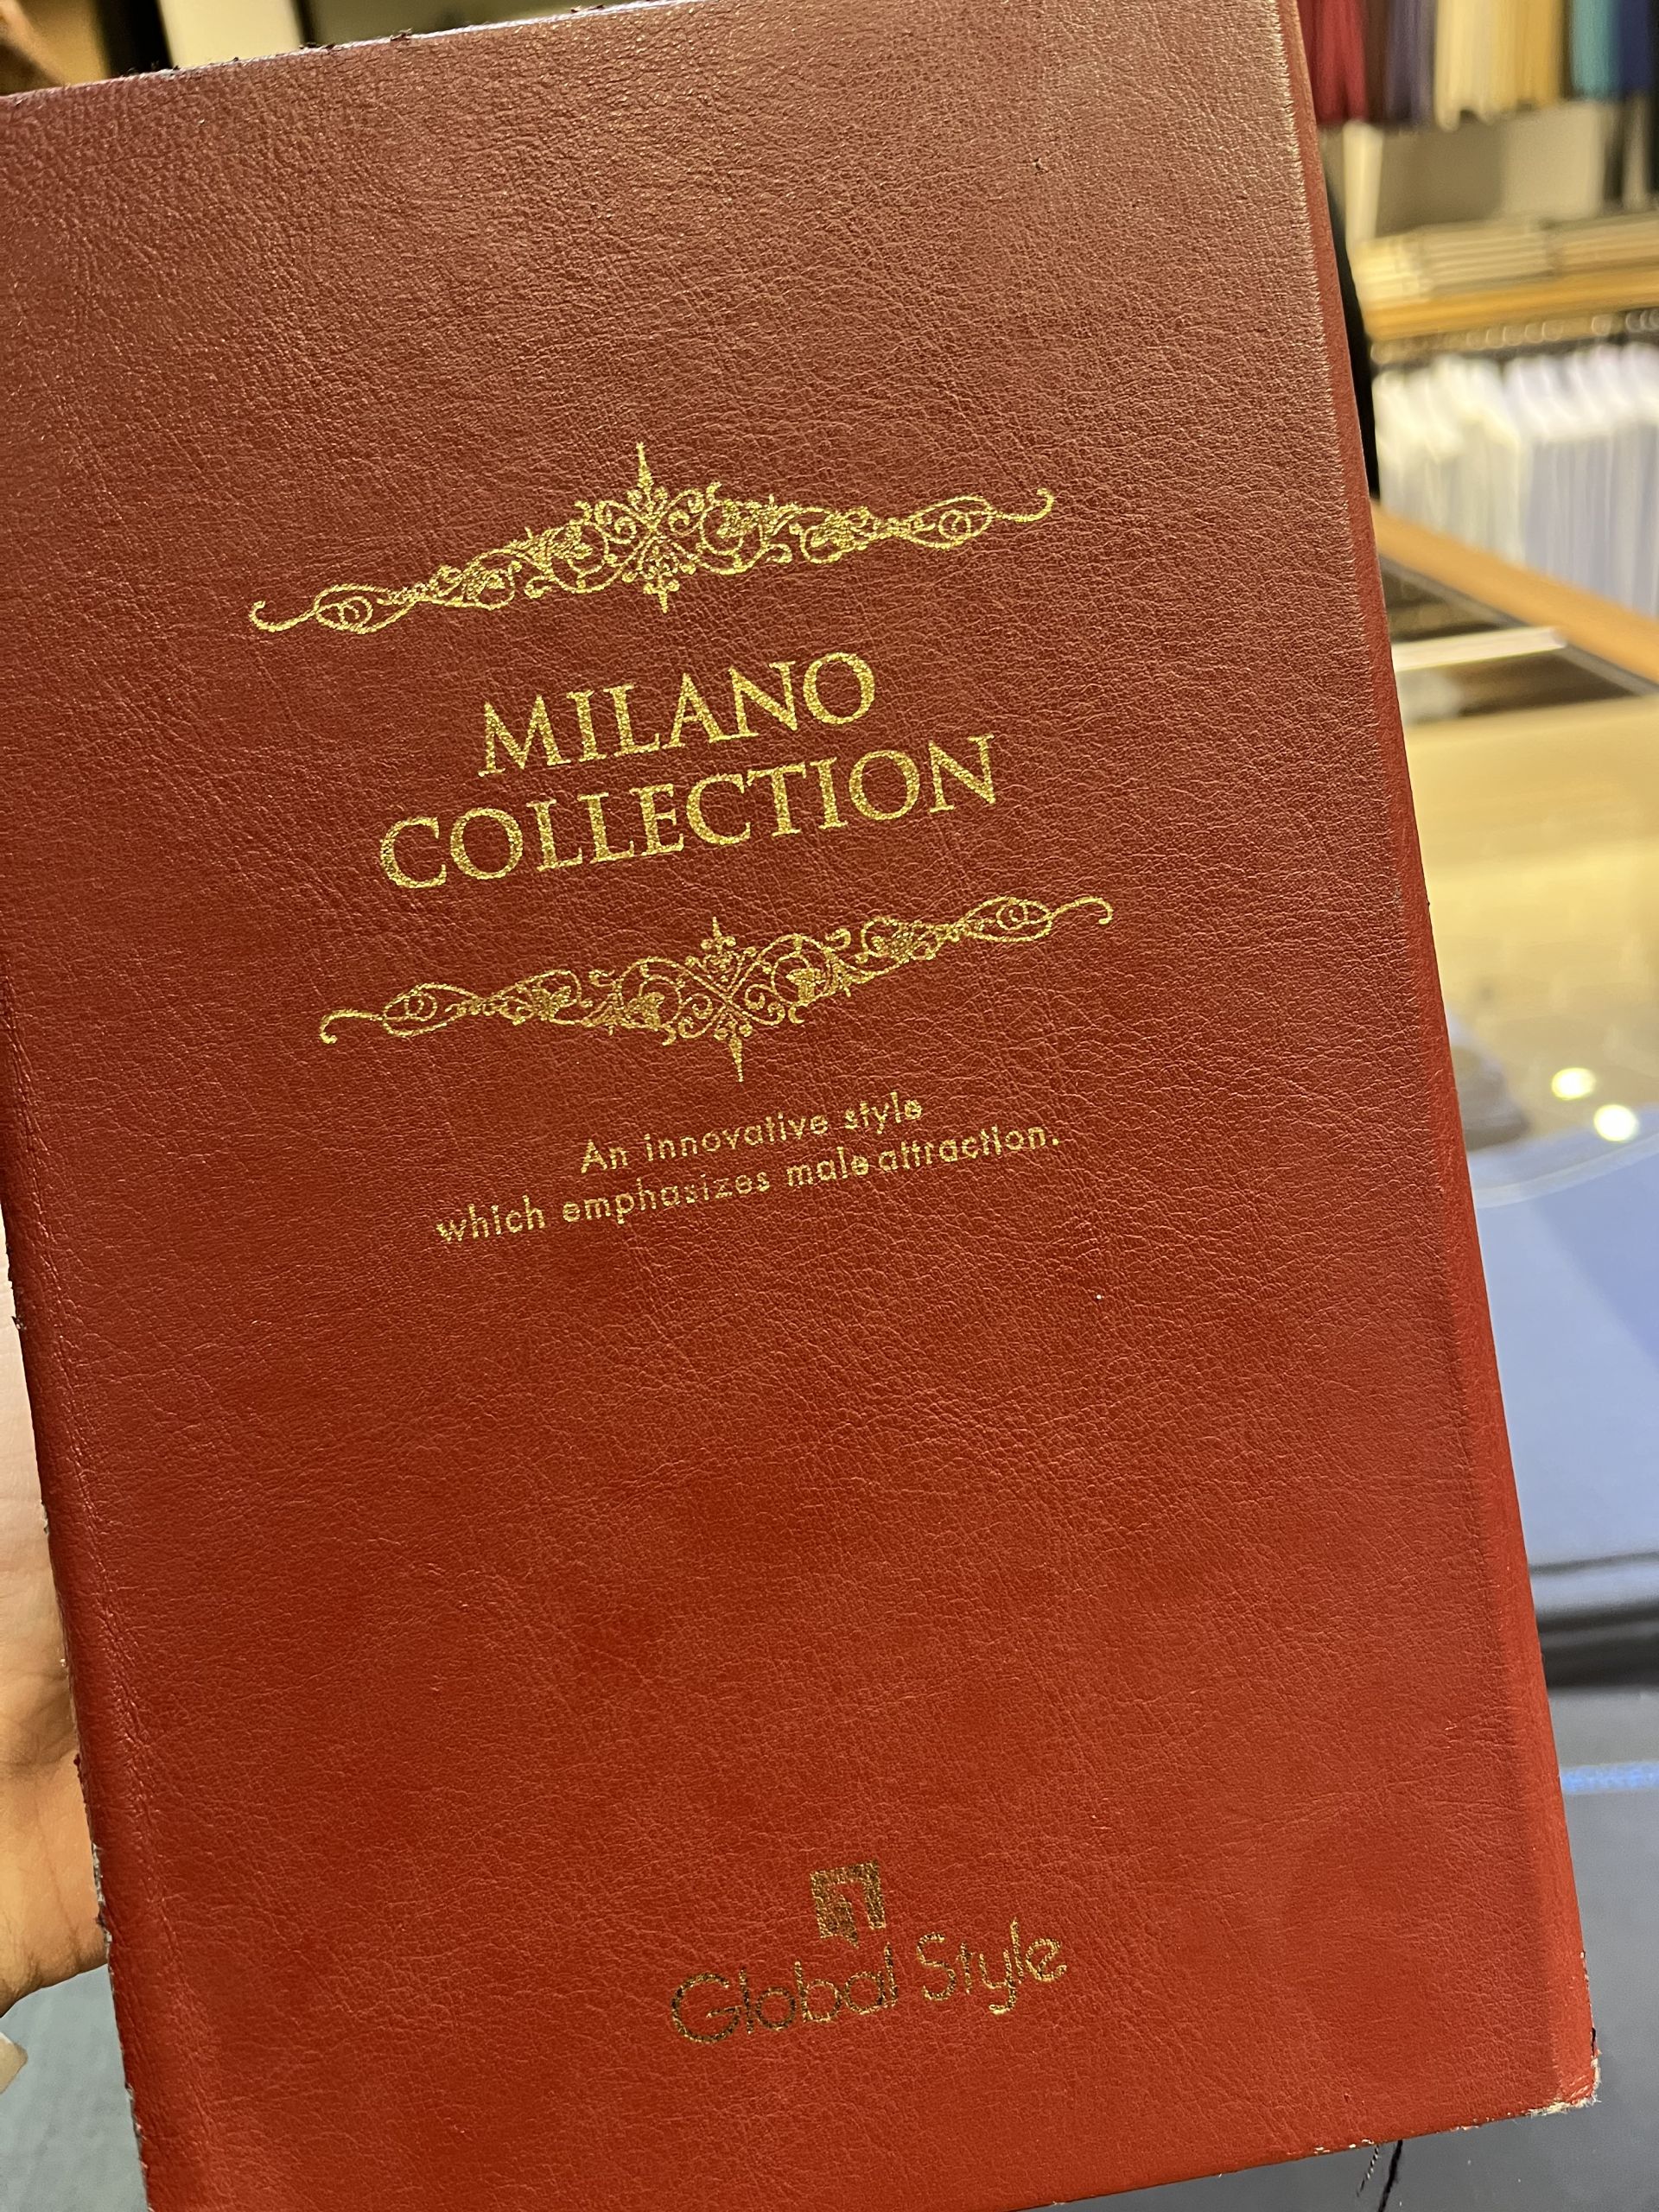 MILANO
COLLECTION
An innovative style
which emphasizes male attraction.
Global Style